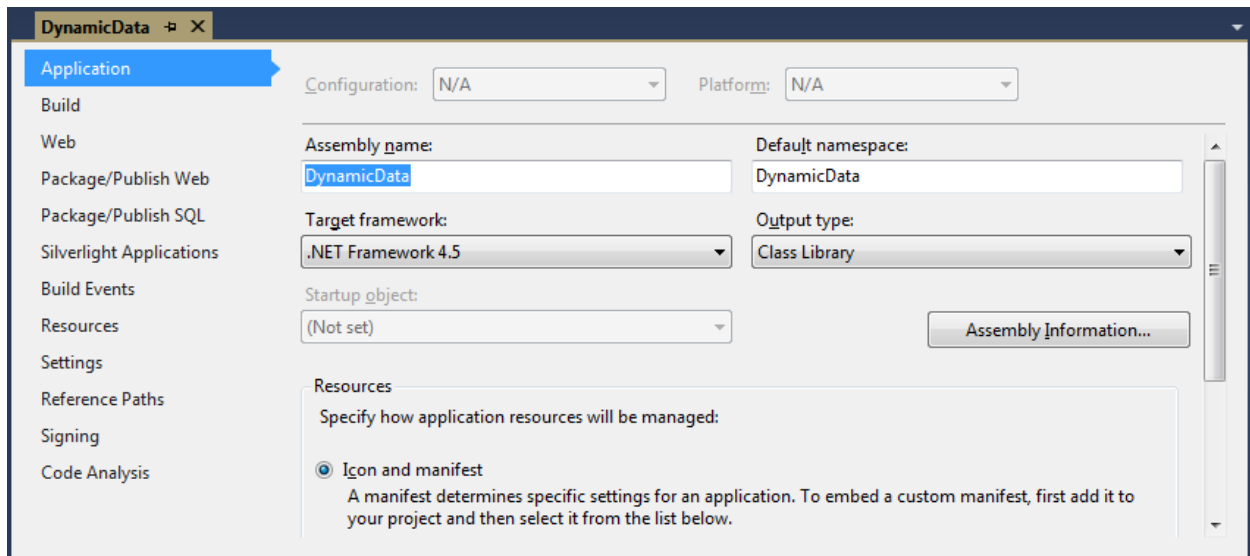 DynamicData
Application
Build
Web
Package/Publish Web
Package/Publish SQL
Silverlight Applications
Build Events
Resources
Settings
Reference Paths
Signing
Code Analysis
Configuration: N/A Platform: N/A
Assembly name: Default namespace:
DynamicData DynamicData
Target framework: Output type:
.NET Framework 4.5 Class Library
Startup object:
(Not set) Assembly Information...
Resources
Specify how application resources will be managed:
Icon and manifest
A manifest determines specific settings for an application. To embed a custom manifest, first add it to
your project and then select it from the list below.